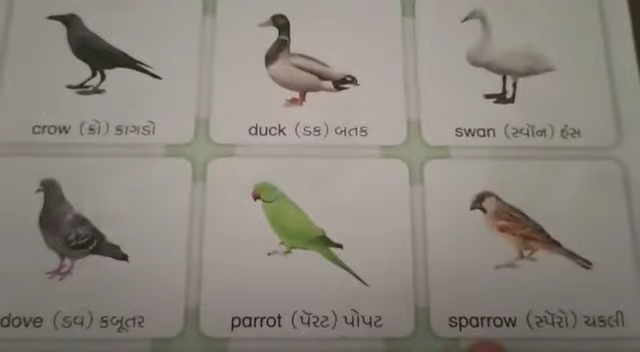 crow (ક્રો) કાગડો
duck (ડક) બતક
swan (સ્વૉન) હંસ
dove (ડવ) કબૂતર
parrot (પૅરટ) પોપટ
sparrow (સ્પૅરો) ચકલી